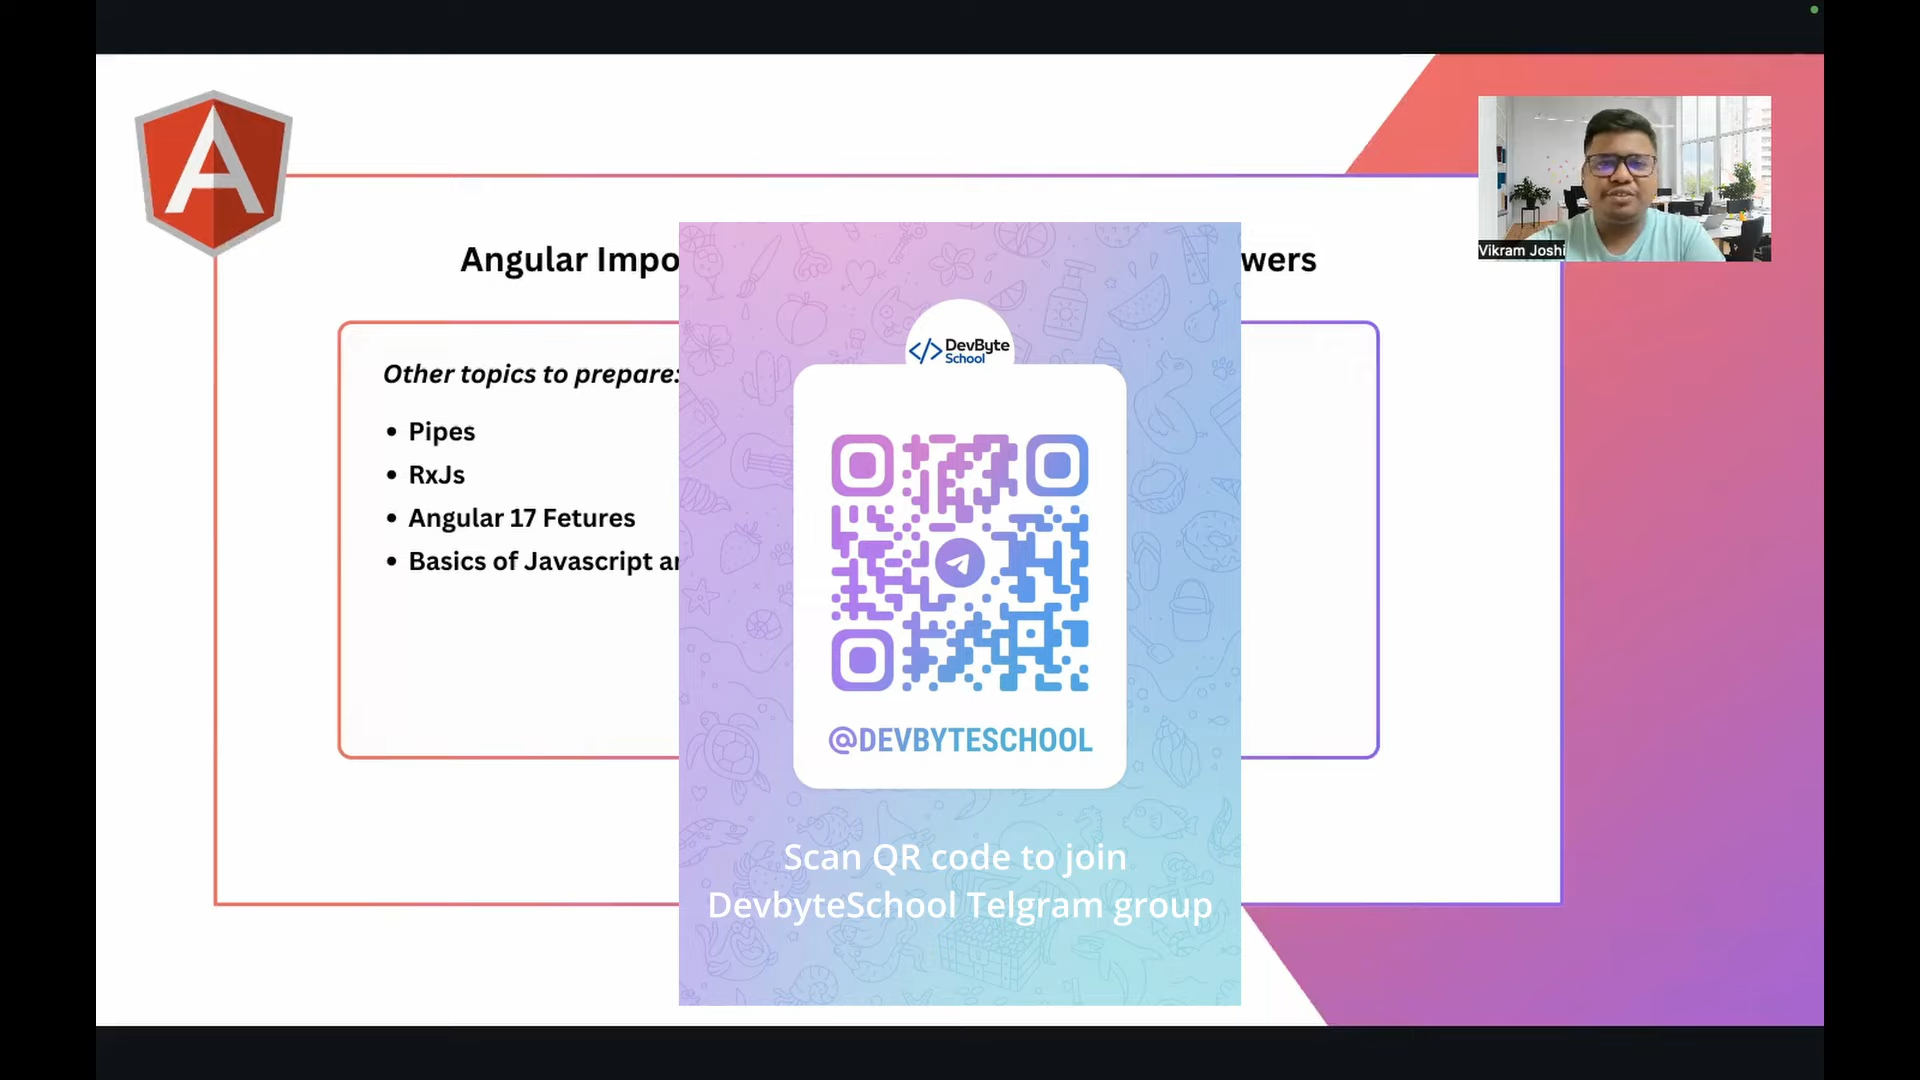 Angular Impo
wers
Vikram Joshi
Other topics to prepare:
• Pipes
• RxJs
• Angular 17 Fetures
• Basics of Javascript
</> DevByte
School
@DEVBYTESCHOOL
Scan QR code to join
DevbyteSchool Telgram group